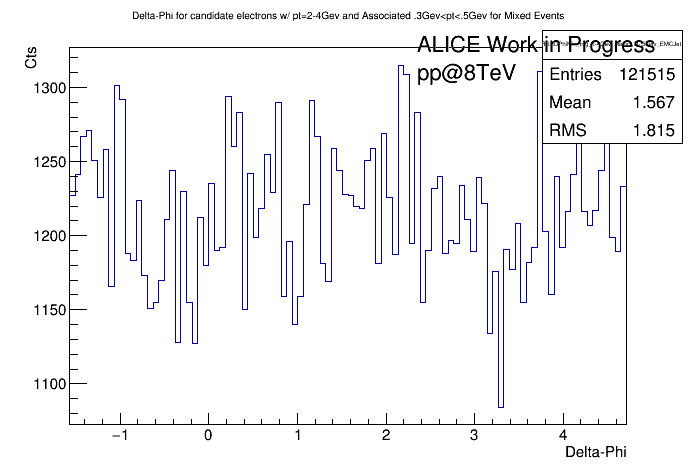 Delta-Phi for candidate electrons w/ pt=2-4Gev and Associated .3Gev<pt<.5Gev for Mixed Events
Cts
ALICE Work in Progress
pp@8TeV
Entries 121515
Mean 1.567
RMS 1.815
1300
1250
1200
1150
1100
−1 0 1 2 3 4
Delta-Phi